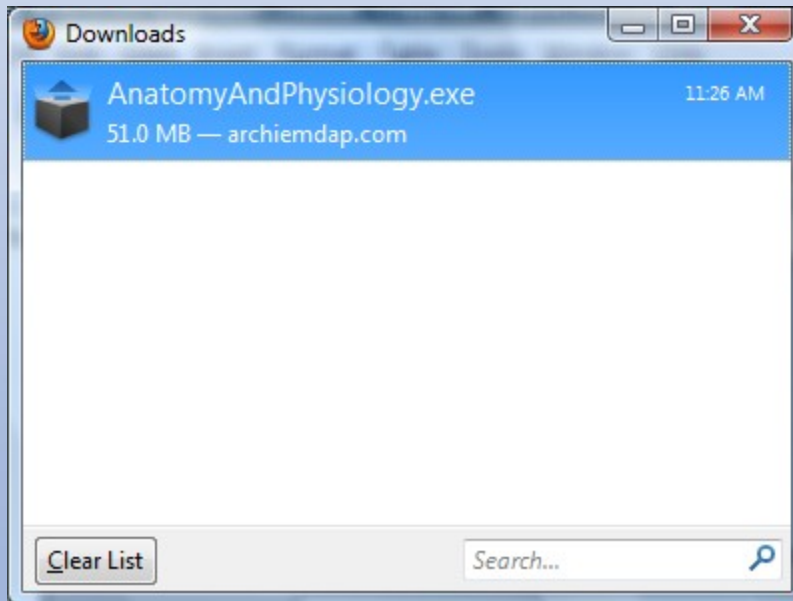 Downloads
AnatomyAndPhysiology.exe 11:26 AM
51.0 MB — archiemdap.com
Clear List Search...